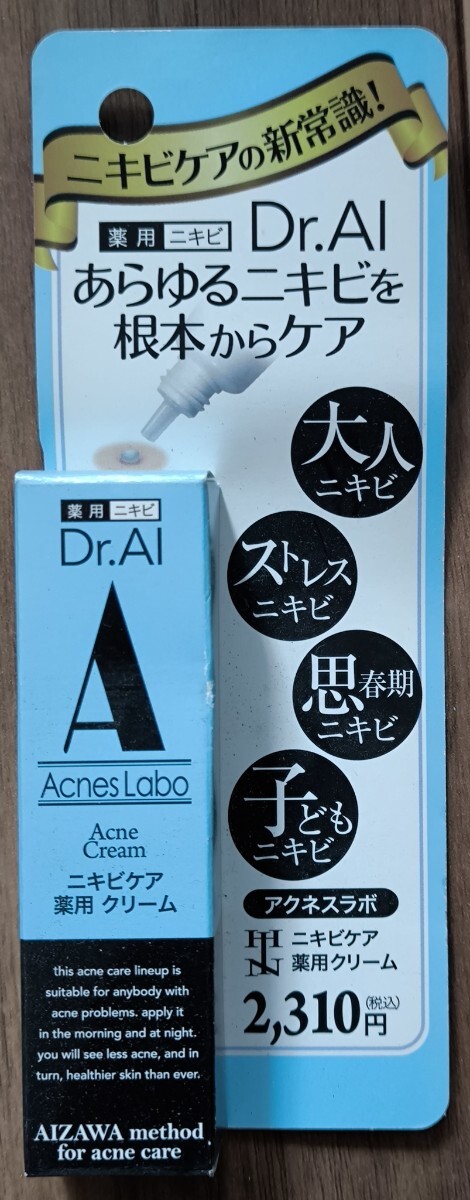 ニキビケアの新常識!
薬用 ニキビ Dr.AI
あらゆるニキビを
根本からケア
大人
ニキビ
ストレス
ニキビ
思春期
ニキビ
子ども
ニキビ
アクネスラボ
ニキビケア
薬用クリーム
2,310円(税込)
薬用 ニキビ
Dr.AI
A
Acnes Labo
Acne
Cream
ニキビケア
薬用 クリーム
this acne care lineup is
suitable for anybody with
acne problems. apply it
in the morning and at night.
you will see less acne, and in
turn, healthier skin than ever.
AIZAWA method
for acne care